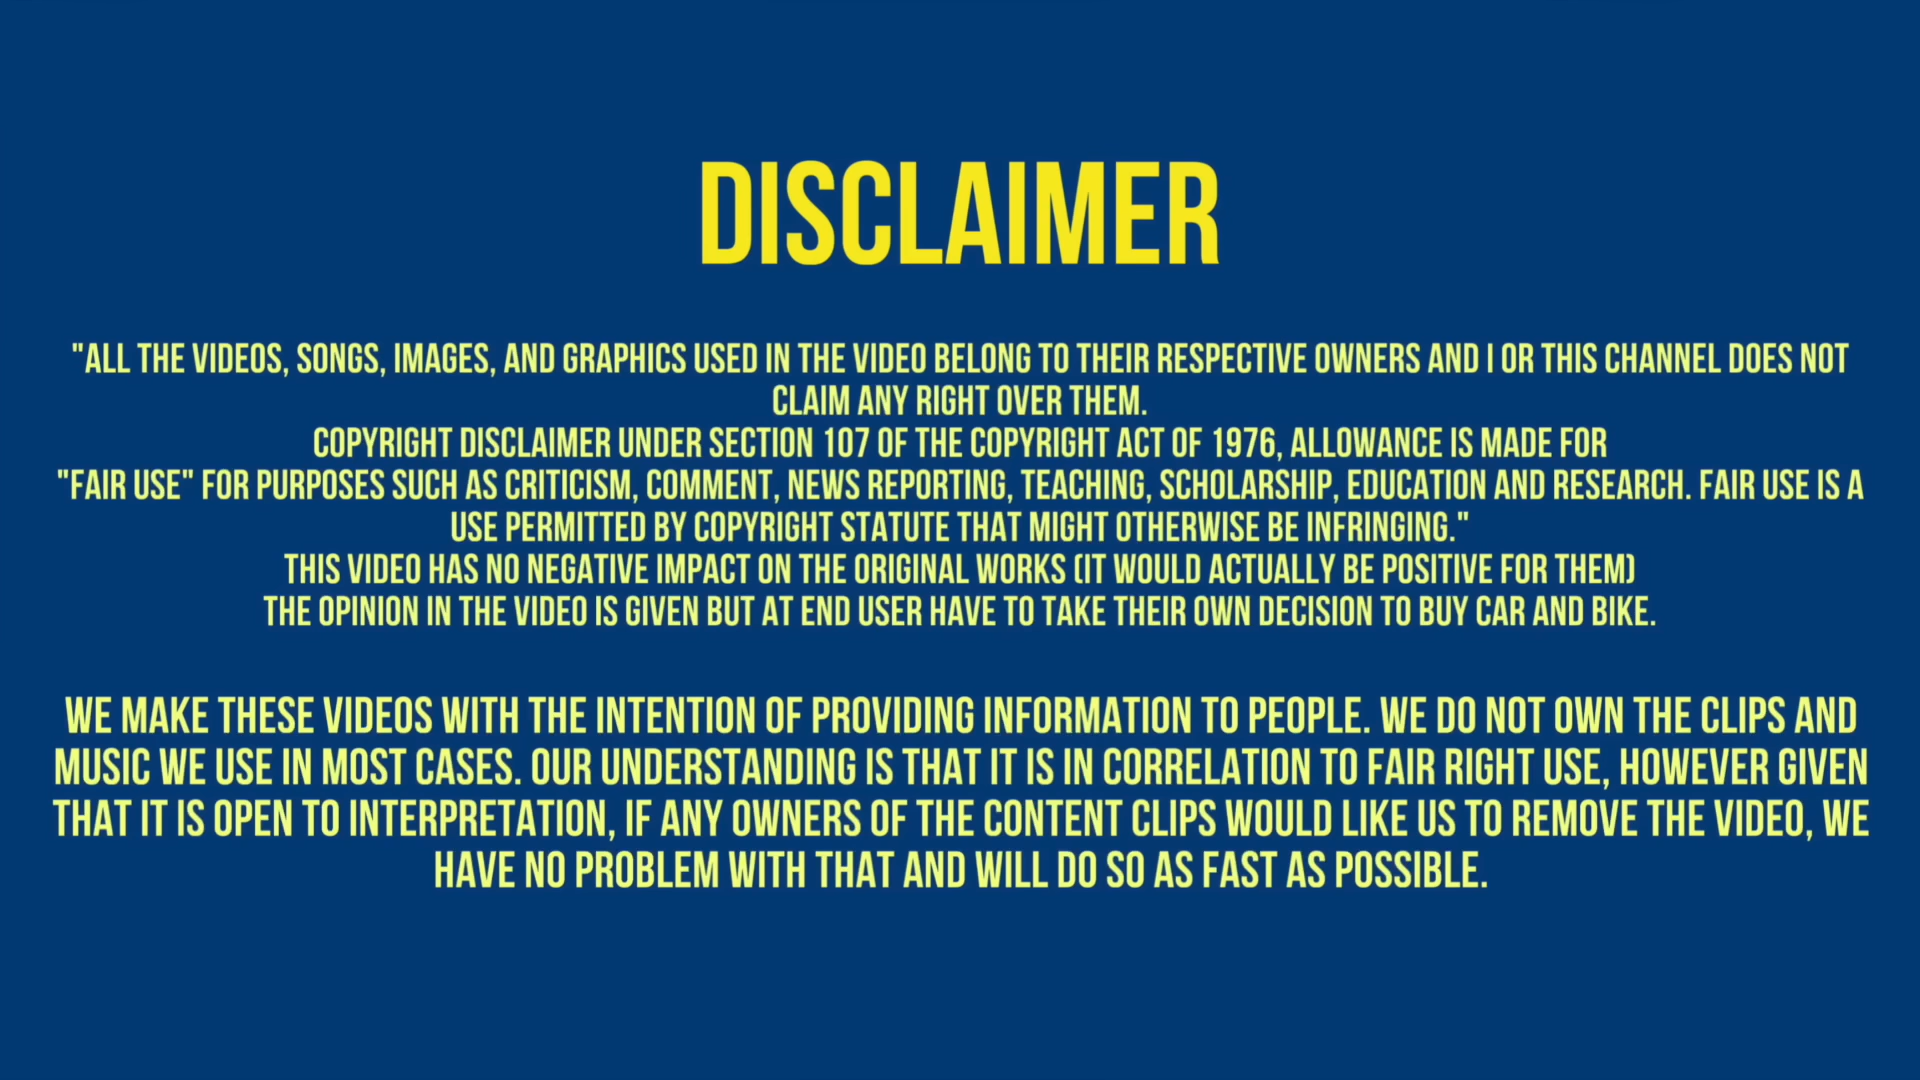 DISCLAIMER
"ALL THE VIDEOS, SONGS, IMAGES, AND GRAPHICS USED IN THE VIDEO BELONG TO THEIR RESPECTIVE OWNERS AND I OR THIS CHANNEL DOES NOT
CLAIM ANY RIGHT OVER THEM.
COPYRIGHT DISCLAIMER UNDER SECTION 107 OF THE COPYRIGHT ACT OF 1976, ALLOWANCE IS MADE FOR
"FAIR USE" FOR PURPOSES SUCH AS CRITICISM, COMMENT, NEWS REPORTING, TEACHING, SCHOLARSHIP, EDUCATION AND RESEARCH. FAIR USE IS A
USE PERMITTED BY COPYRIGHT STATUTE THAT MIGHT OTHERWISE BE INFRINGING."
THIS VIDEO HAS NO NEGATIVE IMPACT ON THE ORIGINAL WORKS (IT WOULD ACTUALLY BE POSITIVE FOR THEM)
THE OPINION IN THE VIDEO IS GIVEN BUT AT END USER HAVE TO TAKE THEIR OWN DECISION TO BUY CAR AND BIKE.
WE MAKE THESE VIDEOS WITH THE INTENTION OF PROVIDING INFORMATION TO PEOPLE. WE DO NOT OWN THE CLIPS AND
MUSIC WE USE IN MOST CASES. OUR UNDERSTANDING IS THAT IT IS IN CORRELATION TO FAIR RIGHT USE, HOWEVER GIVEN
THAT IT IS OPEN TO INTERPRETATION, IF ANY OWNERS OF THE CONTENT CLIPS WOULD LIKE US TO REMOVE THE VIDEO, WE
HAVE NO PROBLEM WITH THAT AND WILL DO SO AS FAST AS POSSIBLE.